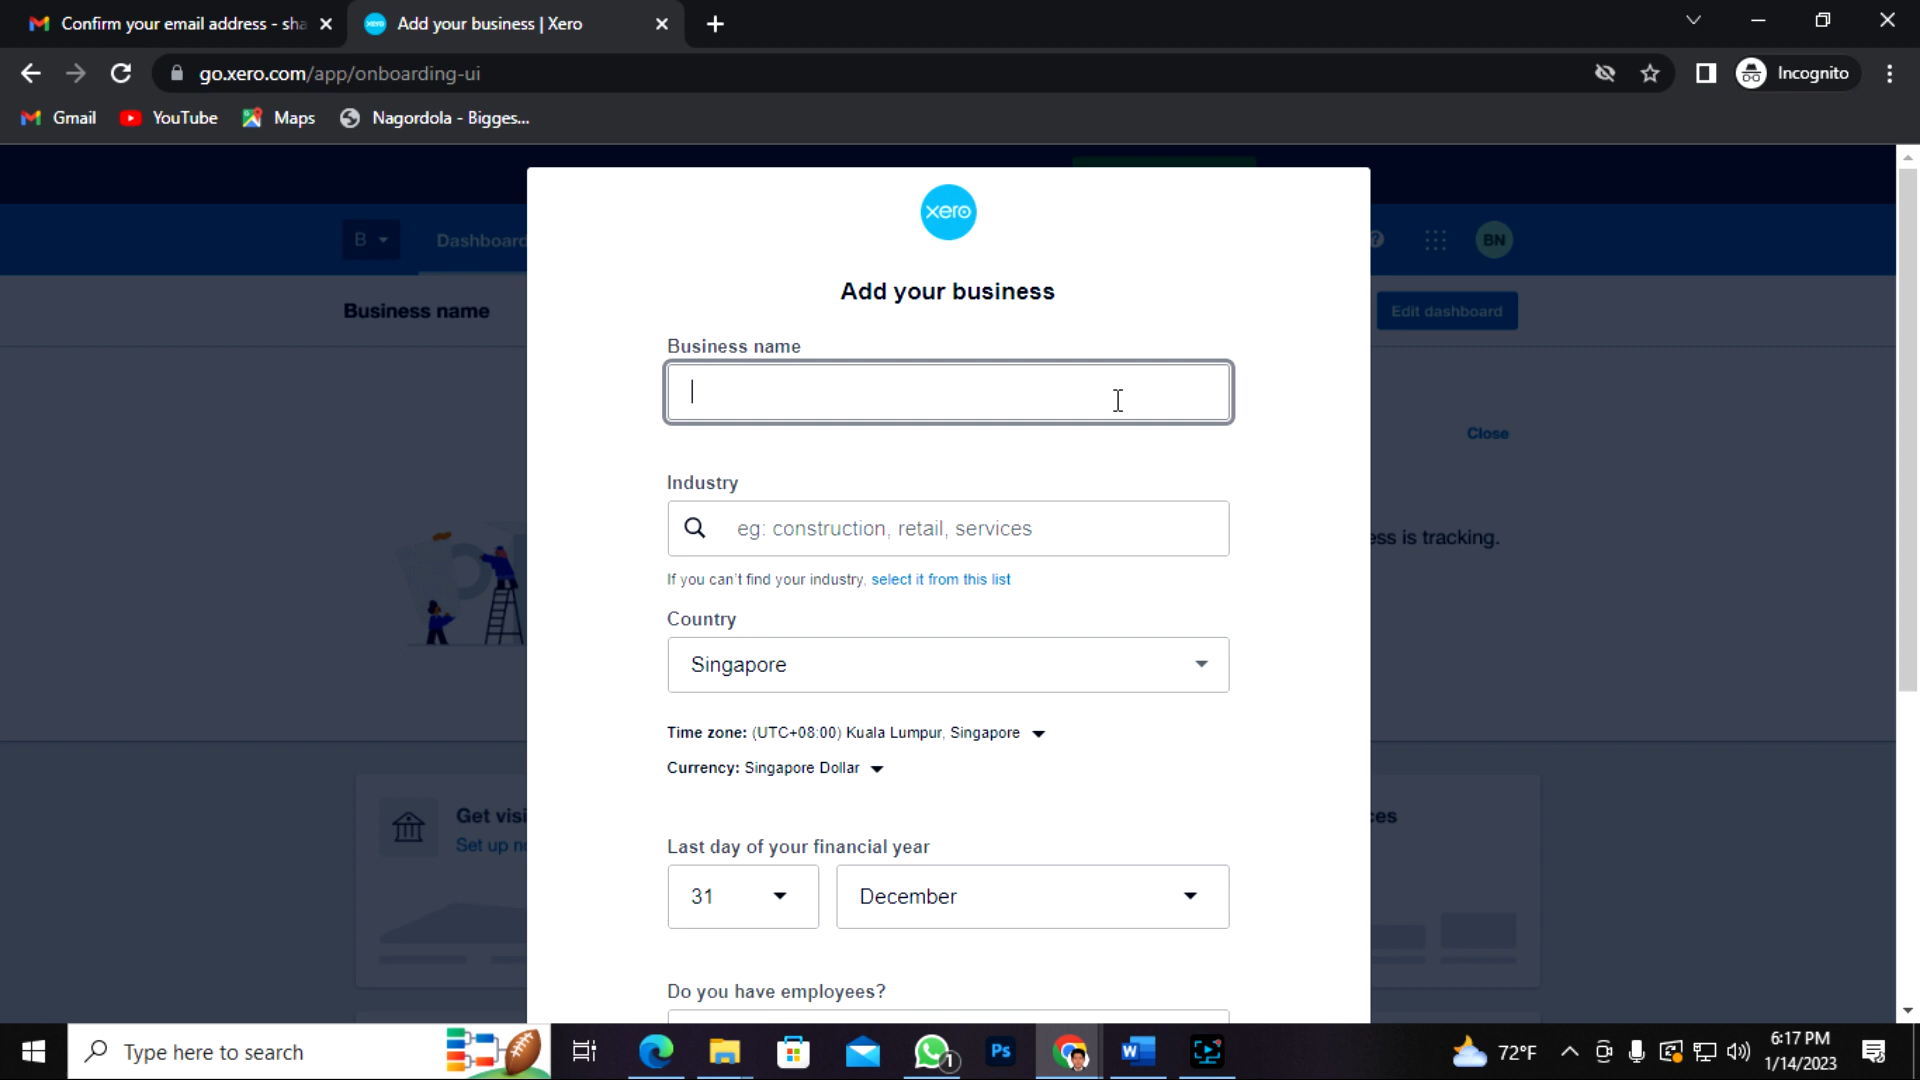 Confirm your email address - sha
Add your business | Xero
go.xero.com/app/onboarding-ui
Incognito
Gmail
YouTube
Maps
Nagordola - Bigges...
xero
B
Dashboard
BN
Add your business
Business name
Edit dashboard
Business name
Close
Industry
eg: construction, retail, services
If you can't find your industry, select it from this list
ess is tracking.
Country
Singapore
Time zone: (UTC+08:00) Kuala Lumpur, Singapore
Currency: Singapore Dollar
Get visi
Set up n
ces
Last day of your financial year
31
December
Do you have employees?
Type here to search
1
Ps
72°F
6:17 PM
1/14/2023